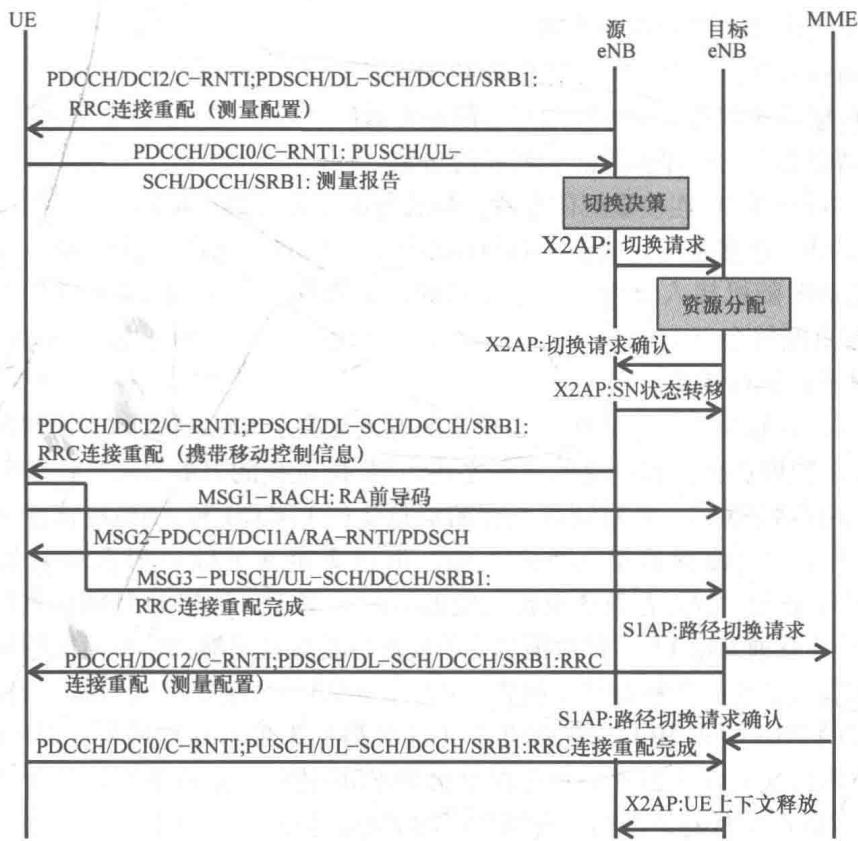 UE
源
eNB
目标
eNB
MME
PDCCH/DCI2/C-RNTI;PDSCH/DL-SCH/DCCH/SRB1:
RRC连接重配（测量配置）
PDCCH/DCI0/C-RNT1: PUSCH/UL-
SCH/DCCH/SRB1: 测量报告
切换决策
X2AP: 切换请求
资源分配
X2AP:切换请求确认
X2AP:SN状态转移
PDCCH/DCI2/C-RNTI;PDSCH/DL-SCH/DCCH/SRB1:
RRC连接重配（携带移动控制信息）
MSG1-RACH: RA前导码
MSG2-PDCCH/DCI1A/RA-RNTI/PDSCH
MSG3-PUSCH/UL-SCH/DCCH/SRB1:
RRC连接重配完成
S1AP:路径切换请求
PDCCH/DC12/C-RNTI;PDSCH/DL-SCH/DCCH/SRB1:RRC
连接重配（测量配置）
S1AP:路径切换请求确认
PDCCH/DCI0/C-RNTI;PUSCH/UL-SCH/DCCH/SRB1:RRC连接重配完成
X2AP:UE上下文释放